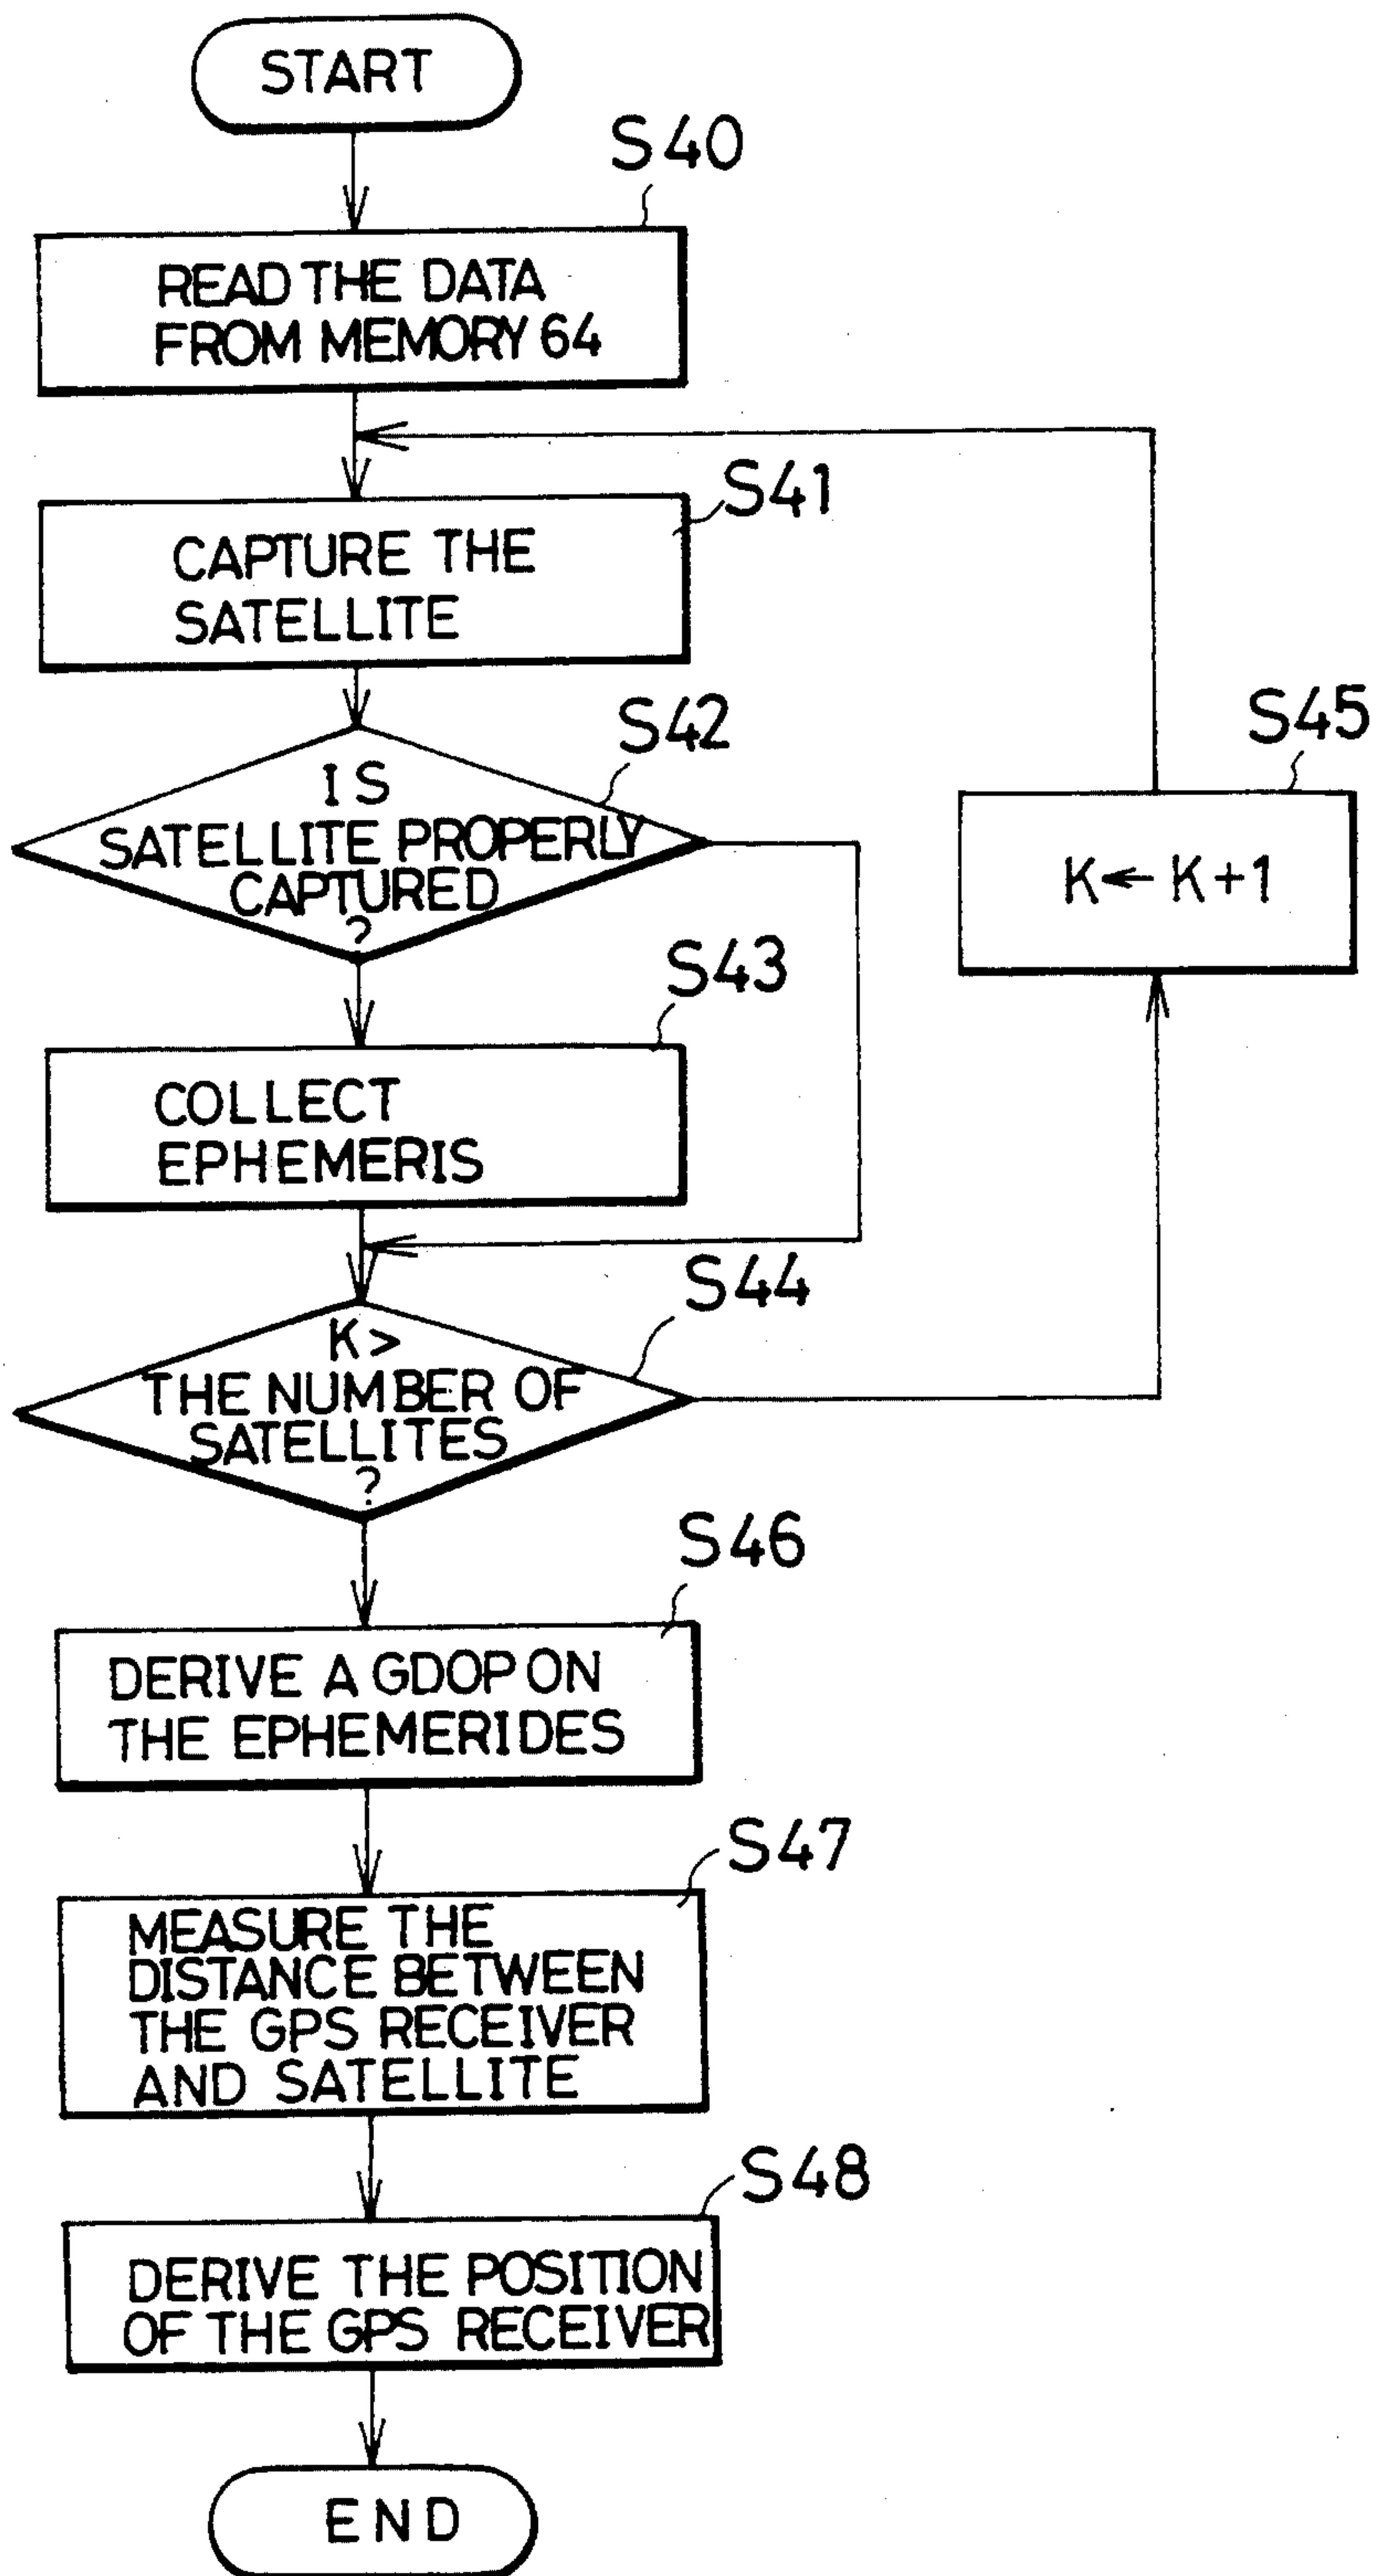 START
S40
READ THE DATA
FROM MEMORY 64
S41
CAPTURE THE
SATELLITE
S42
IS
SATELLITE PROPERLY
CAPTURED
?
S45
K ← K+1
S43
COLLECT
EPHEMERIS
S44
K >
THE NUMBER OF
SATELLITES
?
S46
DERIVE A GDOP ON
THE EPHEMERIDES
S47
MEASURE THE
DISTANCE BETWEEN
THE GPS RECEIVER
AND SATELLITE
S48
DERIVE THE POSITION
OF THE GPS RECEIVER
END